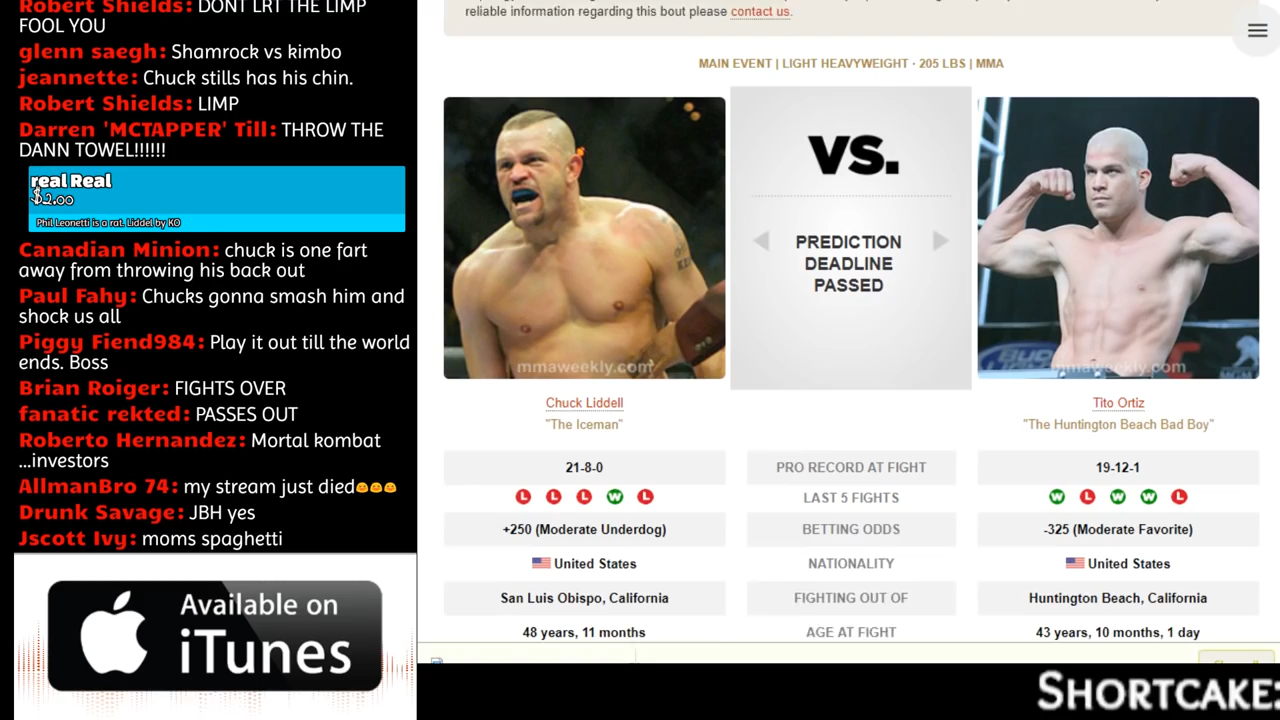 Robert Shields: DONT LRT THE LIMP
FOOL YOU
glenn saegh: Shamrock vs kimbo
jeannette: Chuck stills has his chin.
Robert Shields: LIMP
Darren 'MCTAPPER' Till: THROW THE
DANN TOWEL!!!!!!
real Real
$2.00
Phil Leonetti is a rat. Liddel by KO
Canadian Minion: chuck is one fart
away from throwing his back out
Paul Fahy: Chucks gonna smash him and
shock us all
Piggy Fiend984: Play it out till the world
ends. Boss
Brian Roiger: FIGHTS OVER
fanatic rekted: PASSES OUT
Roberto Hernandez: Mortal kombat
...investors
AllmanBro 74: my stream just died
Drunk Savage: JBH yes
Jscott Ivy: moms spaghetti
Available on
iTunes
reliable information regarding this bout please contact us.
MAIN EVENT | LIGHT HEAVYWEIGHT · 205 LBS | MMA
VS.
PREDICTION
DEADLINE
PASSED
mmaweekly.com
mmaweekly.com
Chuck Liddell
Tito Ortiz
"The Iceman"
"The Huntington Beach Bad Boy"
21-8-0 PRO RECORD AT FIGHT 19-12-1
L L L W L LAST 5 FIGHTS W L W W L
+250 (Moderate Underdog) BETTING ODDS -325 (Moderate Favorite)
United States NATIONALITY United States
San Luis Obispo, California FIGHTING OUT OF Huntington Beach, California
48 years, 11 months AGE AT FIGHT 43 years, 10 months, 1 day
SHORTCAKE: